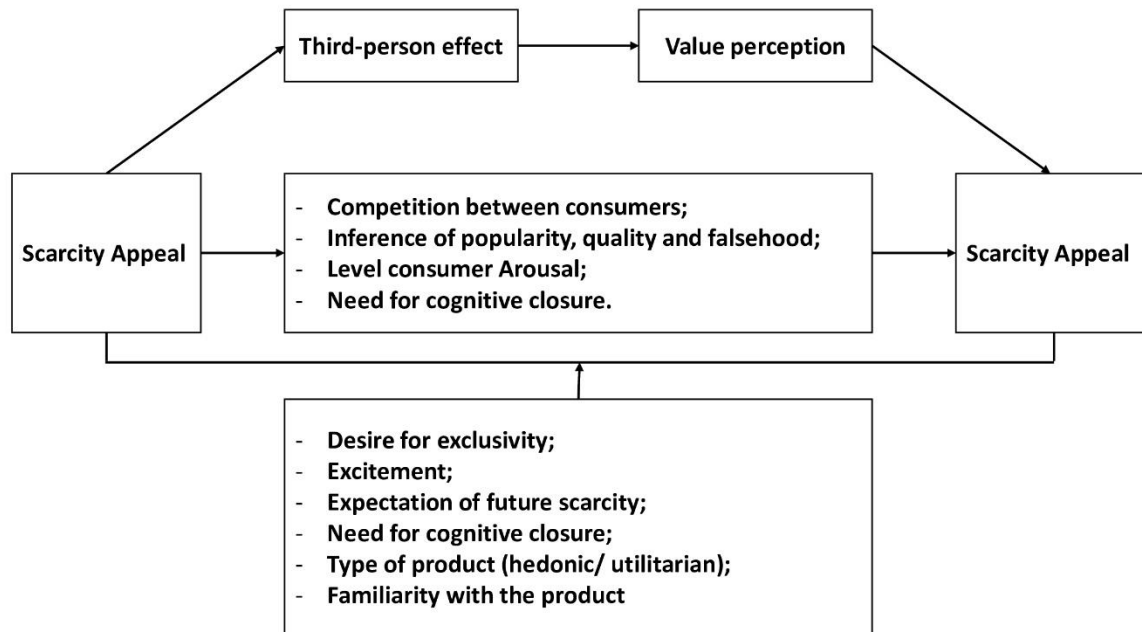 Third-person effect
Value perception
Scarcity Appeal
- Competition between consumers;
- Inference of popularity, quality and falsehood;
- Level consumer Arousal;
- Need for cognitive closure.
Scarcity Appeal
- Desire for exclusivity;
- Excitement;
- Expectation of future scarcity;
- Need for cognitive closure;
- Type of product (hedonic/ utilitarian);
- Familiarity with the product